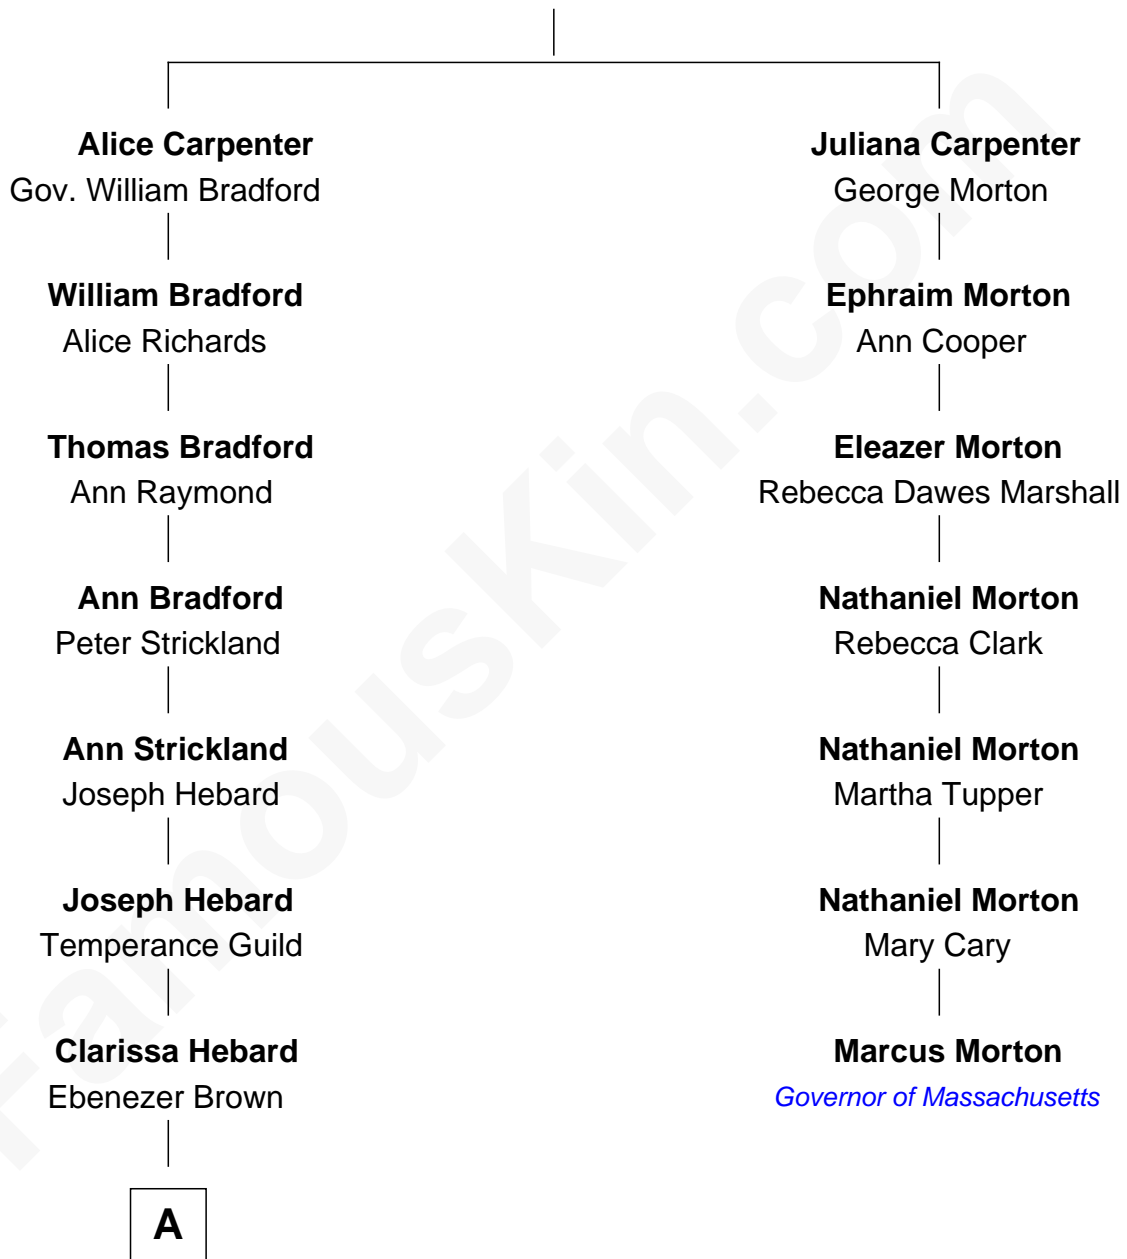 Alice Carpenter
Gov. William Bradford
William Bradford
Alice Richards
Thomas Bradford
Ann Raymond
Ann Bradford
Peter Strickland
Ann Strickland
Joseph Hebard
Joseph Hebard
Temperance Guild
Clarissa Hebard
Ebenezer Brown
A
Juliana Carpenter
George Morton
Ephraim Morton
Ann Cooper
Eleazer Morton
Rebecca Dawes Marshall
Nathaniel Morton
Rebecca Clark
Nathaniel Morton
Martha Tupper
Nathaniel Morton
Mary Cary
Marcus Morton
Governor of Massachusetts
FamousKin.com